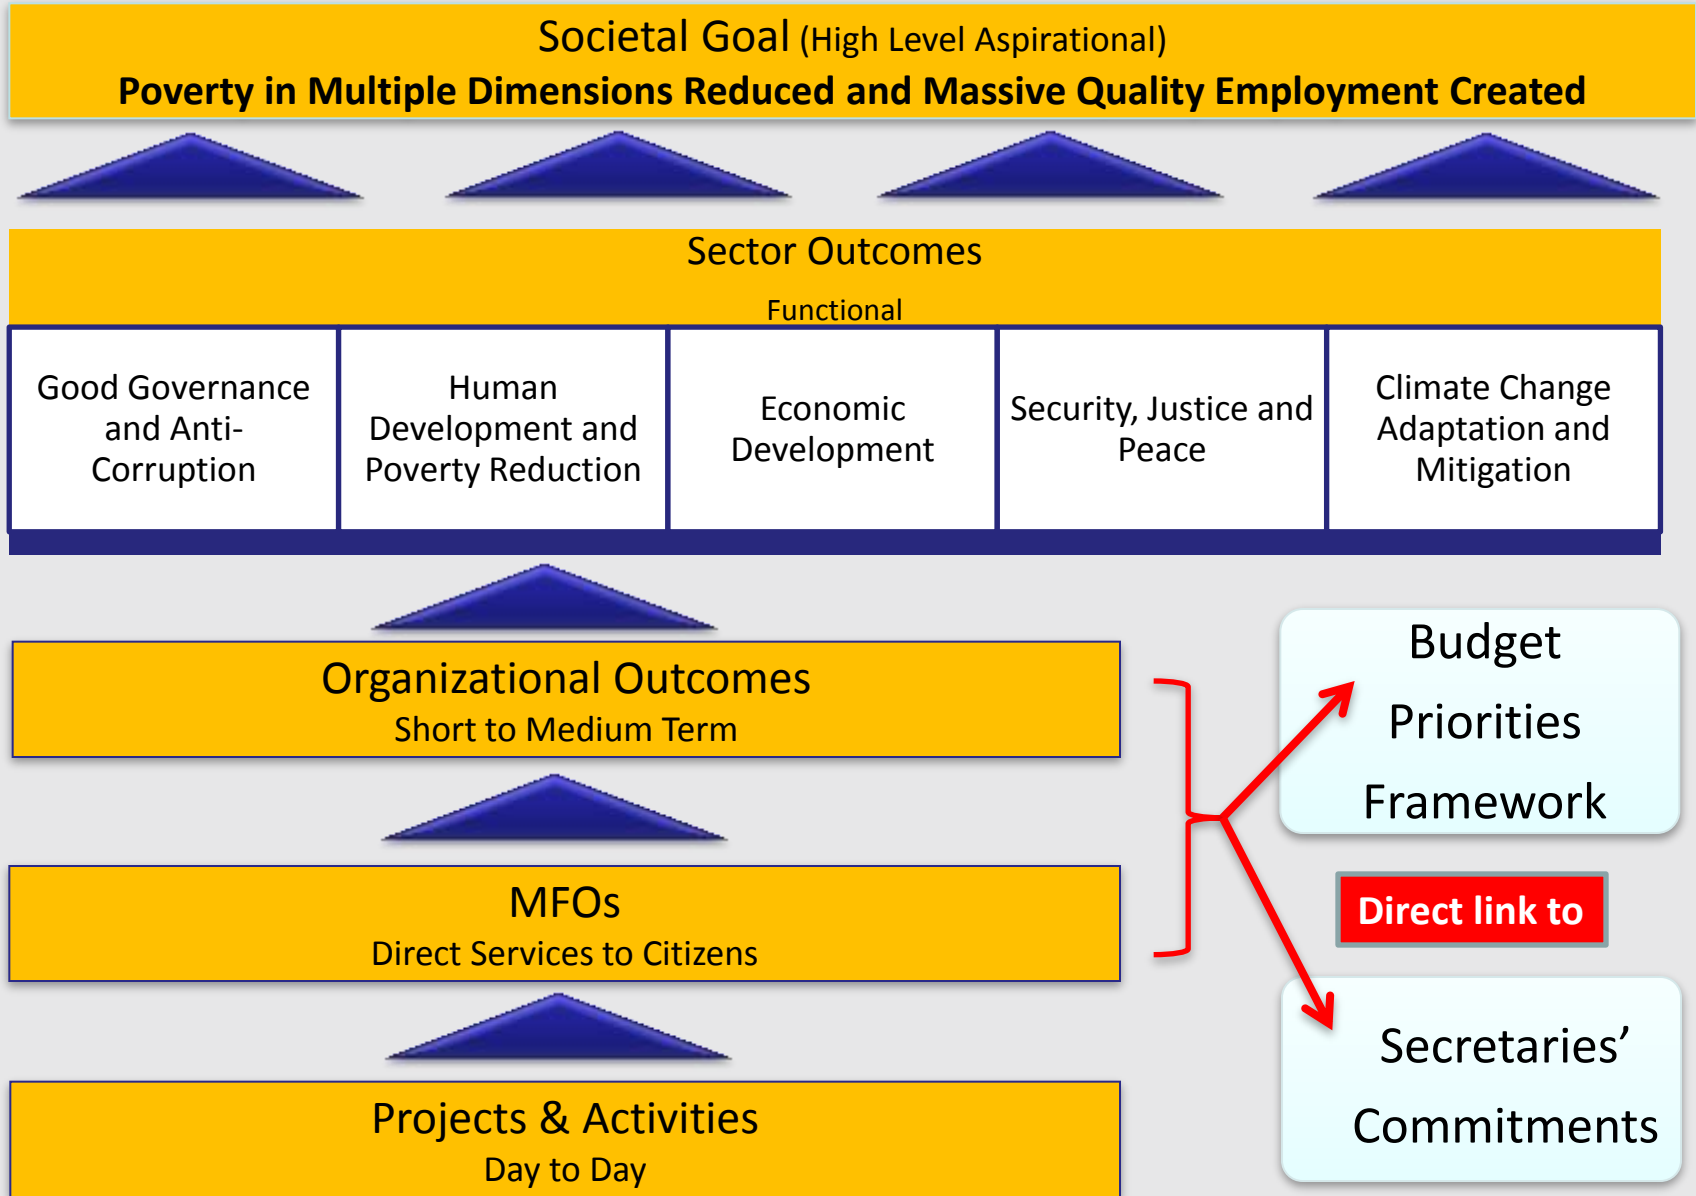 Societal Goal (High Level Aspirational)
Poverty in Multiple Dimensions Reduced and Massive Quality Employment Created
Sector Outcomes
Functional
Good Governance
and Anti-
Corruption
Human
Development and
Poverty Reduction
Economic
Development
Security, Justice and
Peace
Climate Change
Adaptation and
Mitigation
Organizational Outcomes
Short to Medium Term
MFOs
Direct Services to Citizens
Projects & Activities
Day to Day
Budget
Priorities
Framework
Direct link to
Secretaries’
Commitments